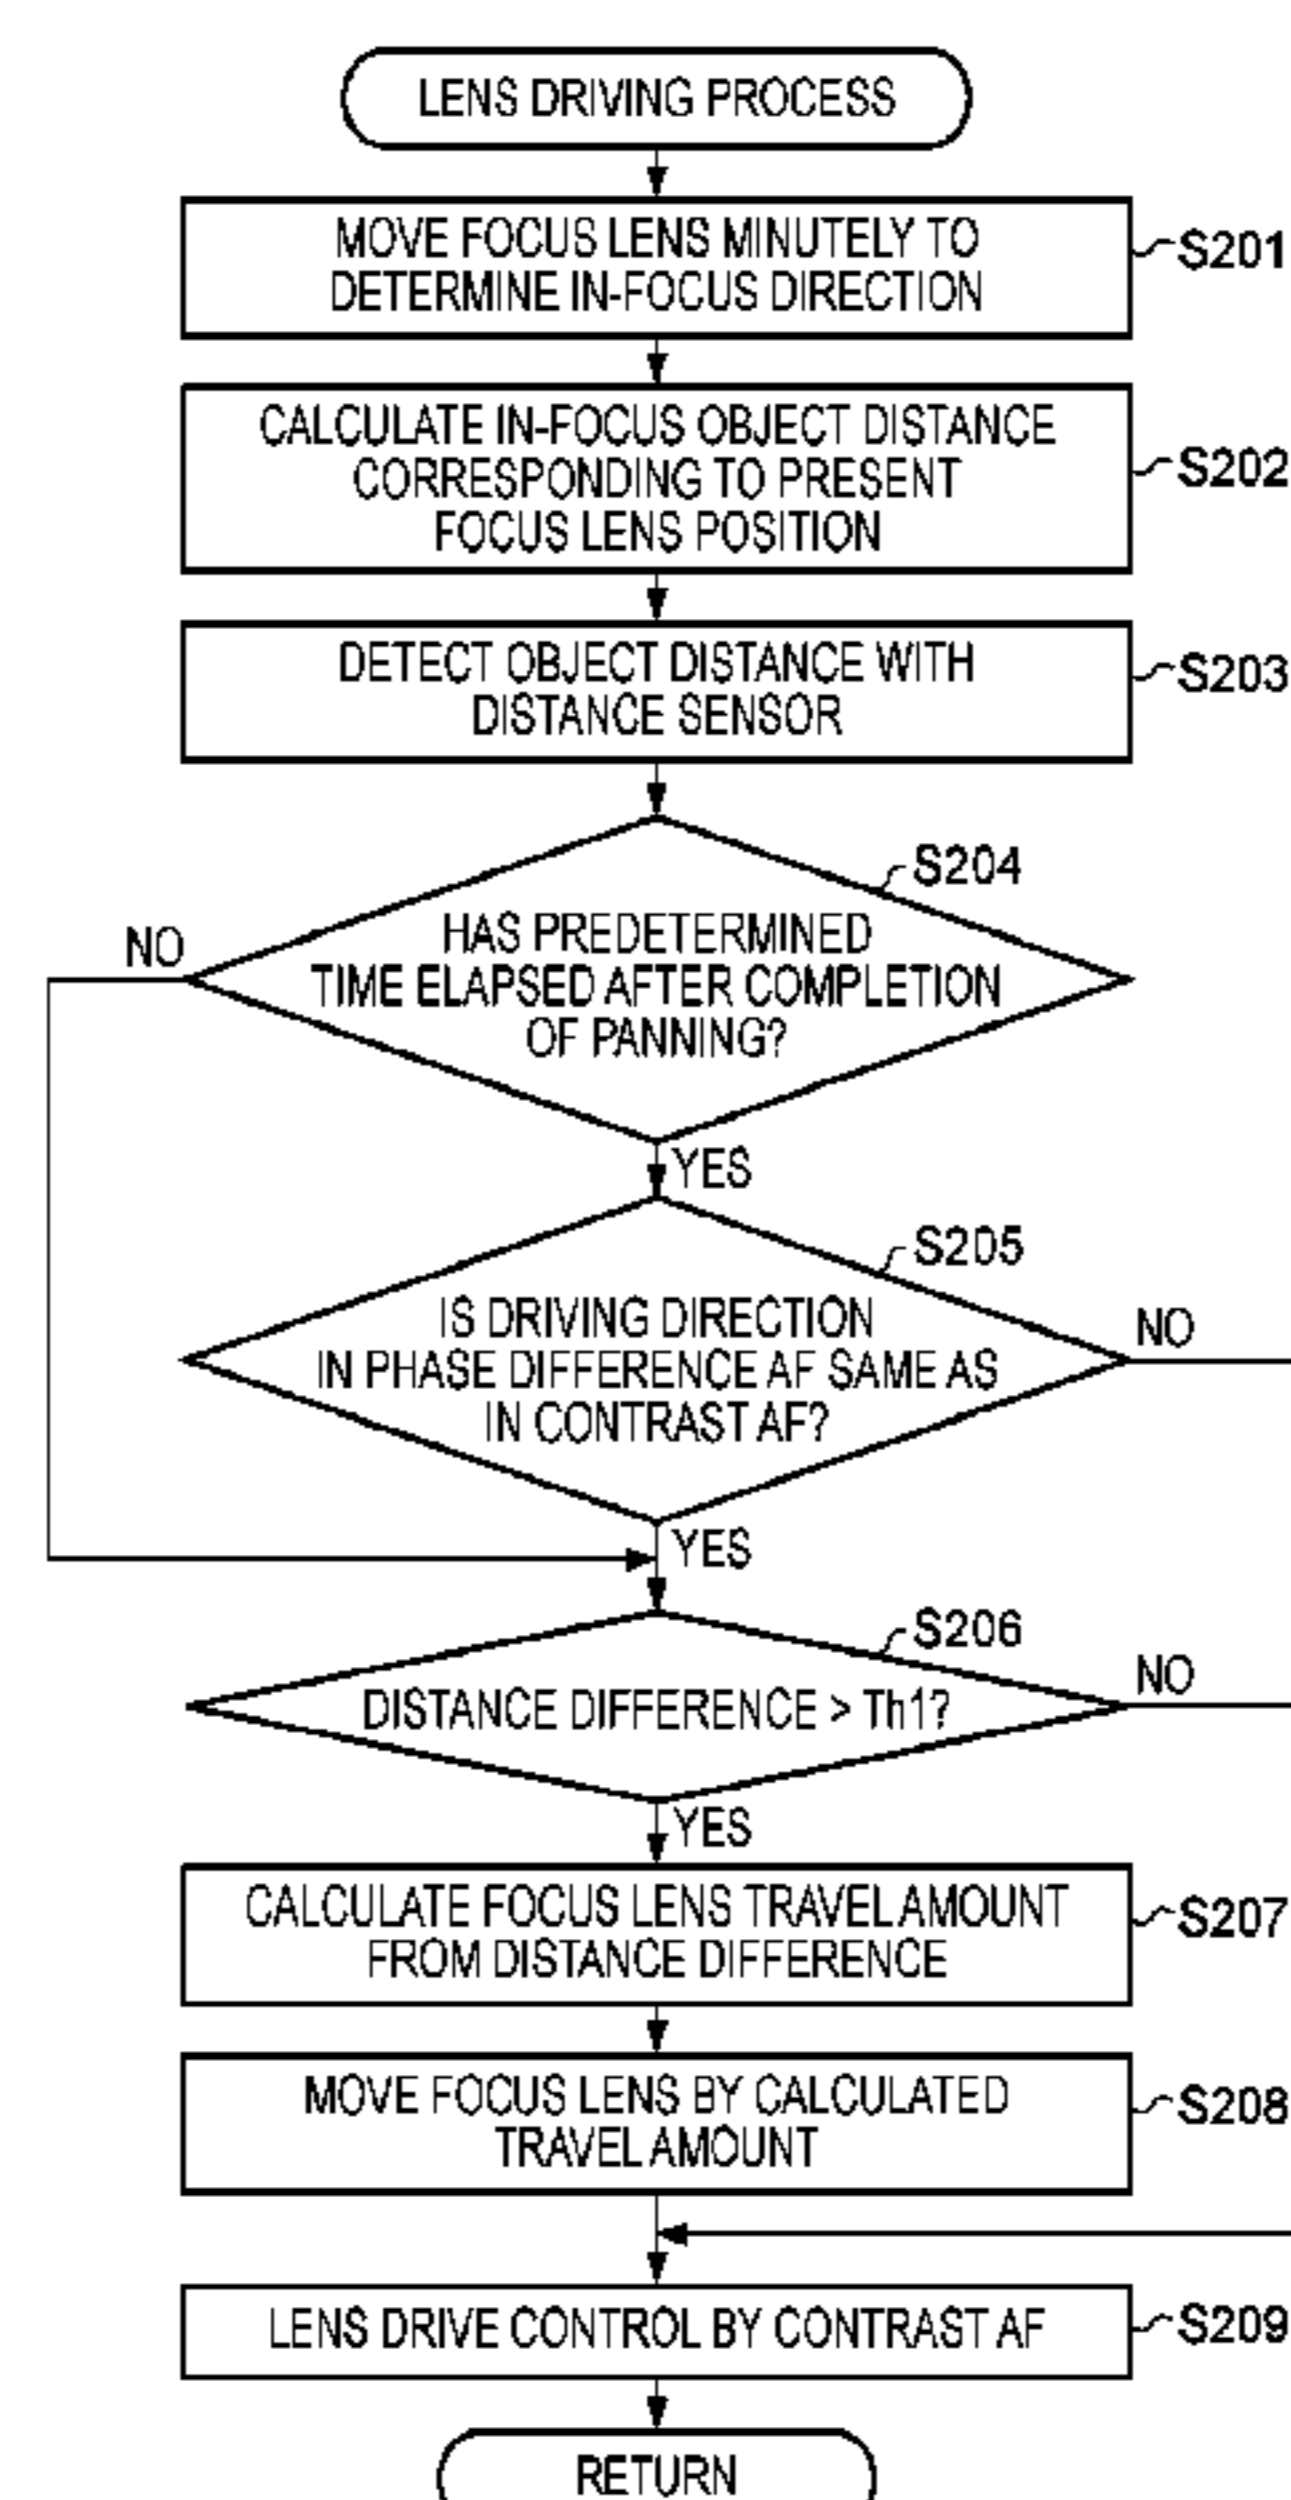 LENS DRIVING PROCESS
MOVE FOCUS LENS MINUTELY TO
DETERMINE IN-FOCUS DIRECTION
S201
CALCULATE IN-FOCUS OBJECT DISTANCE
CORRESPONDING TO PRESENT
FOCUS LENS POSITION
S202
DETECT OBJECT DISTANCE WITH
DISTANCE SENSOR
S203
S204
NO
HAS PREDETERMINED
TIME ELAPSED AFTER COMPLETION
OF PANNING?
YES
S205
IS DRIVING DIRECTION
IN PHASE DIFFERENCE AF SAME AS
IN CONTRAST AF?
NO
YES
S206
DISTANCE DIFFERENCE > Th1?
NO
YES
CALCULATE FOCUS LENS TRAVEL AMOUNT
FROM DISTANCE DIFFERENCE
S207
MOVE FOCUS LENS BY CALCULATED
TRAVEL AMOUNT
S208
LENS DRIVE CONTROL BY CONTRAST AF
S209
RETURN